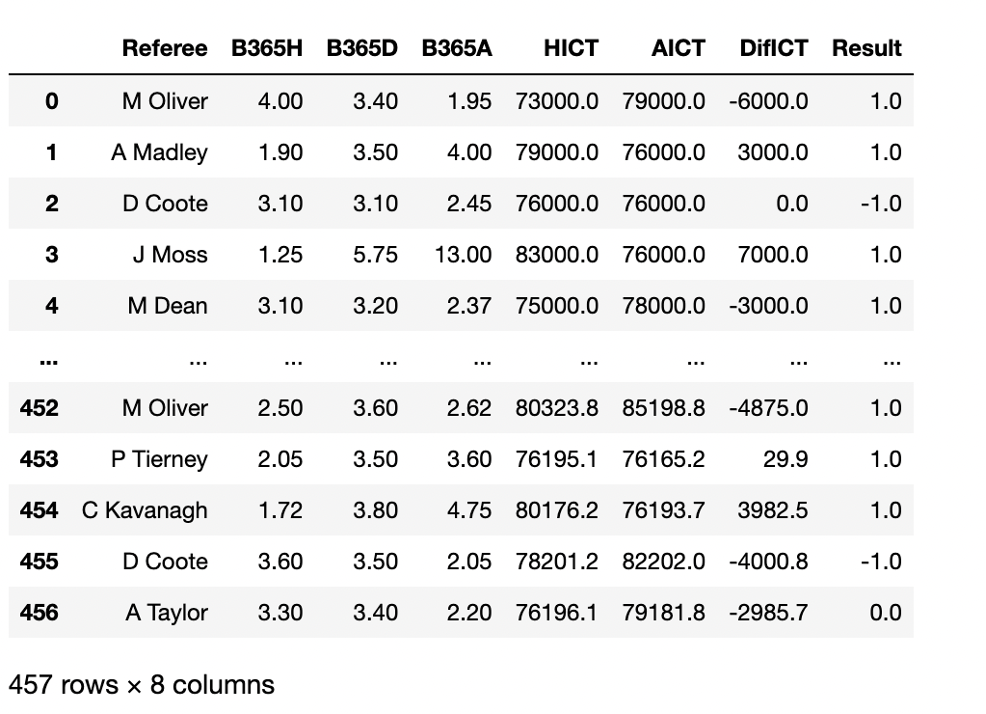 Referee B365H B365D B365A HICT AICT DifICT Result
0 M Oliver 4.00 3.40 1.95 73000.0 79000.0 -6000.0 1.0
1 A Madley 1.90 3.50 4.00 79000.0 76000.0 3000.0 1.0
2 D Coote 3.10 3.10 2.45 76000.0 76000.0 0.0 -1.0
3 J Moss 1.25 5.75 13.00 83000.0 76000.0 7000.0 1.0
4 M Dean 3.10 3.20 2.37 75000.0 78000.0 -3000.0 1.0
... ... ... ... ... ... ... ... ...
452 M Oliver 2.50 3.60 2.62 80323.8 85198.8 -4875.0 1.0
453 P Tierney 2.05 3.50 3.60 76195.1 76165.2 29.9 1.0
454 C Kavanagh 1.72 3.80 4.75 80176.2 76193.7 3982.5 1.0
455 D Coote 3.60 3.50 2.05 78201.2 82202.0 -4000.8 -1.0
456 A Taylor 3.30 3.40 2.20 76196.1 79181.8 -2985.7 0.0
457 rows × 8 columns